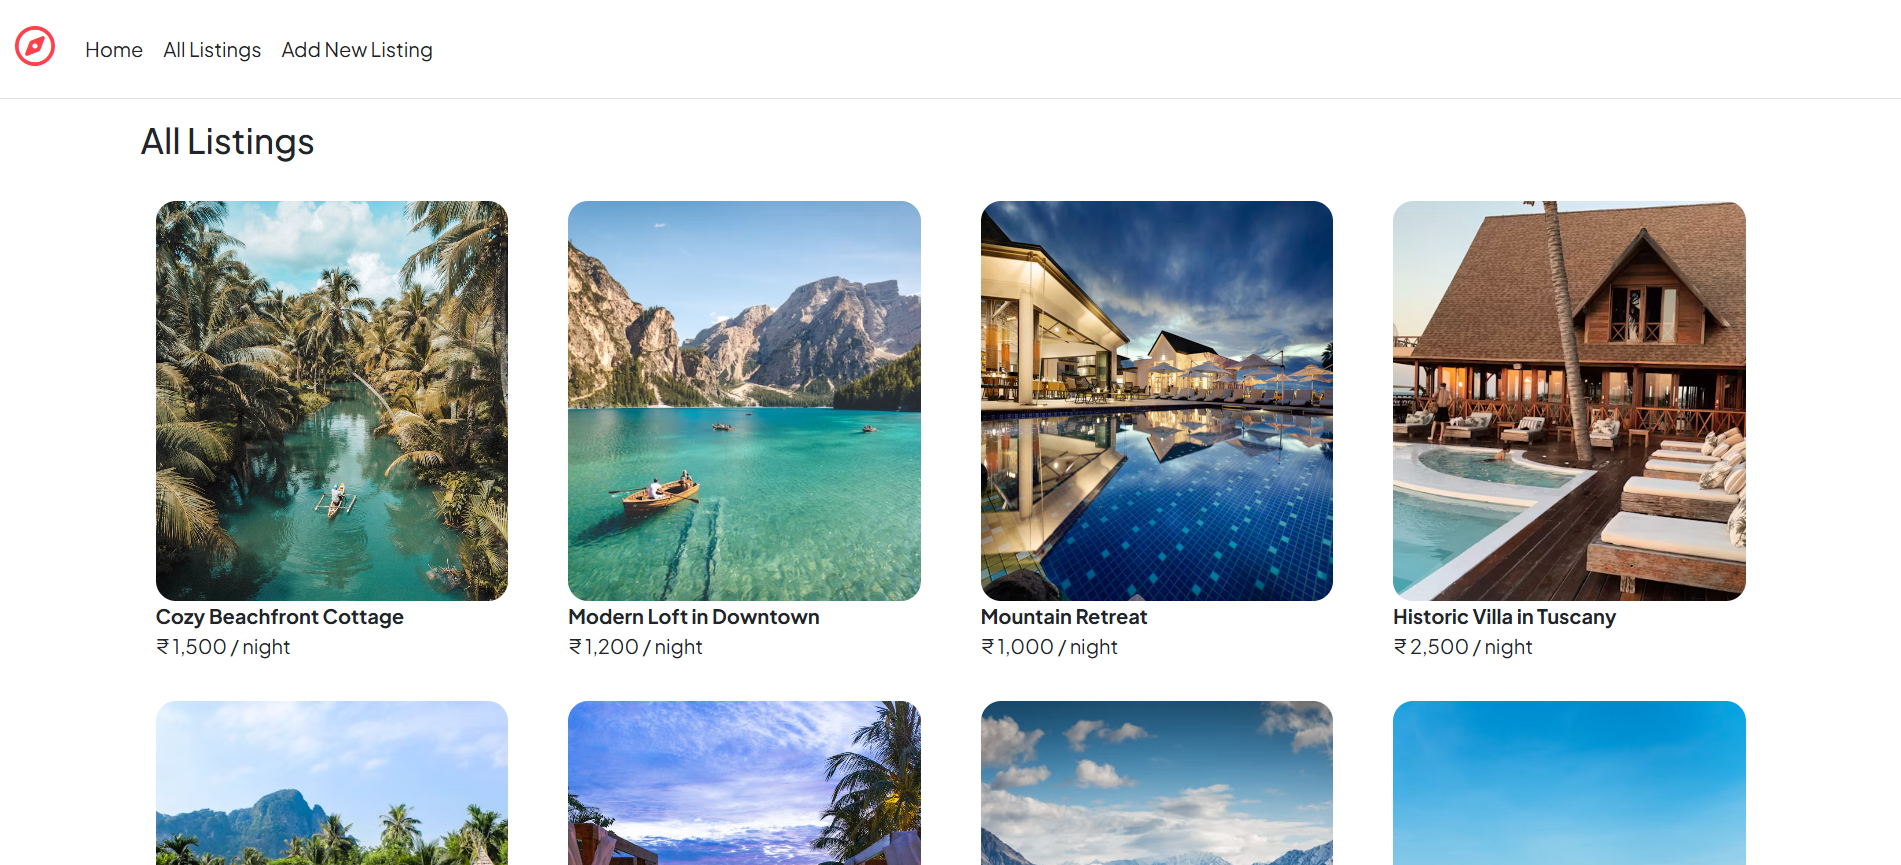 Home All Listings Add New Listing
All Listings
Cozy Beachfront Cottage
₹ 1,500 / night
Modern Loft in Downtown
₹ 1,200 / night
Mountain Retreat
₹ 1,000 / night
Historic Villa in Tuscany
₹ 2,500 / night